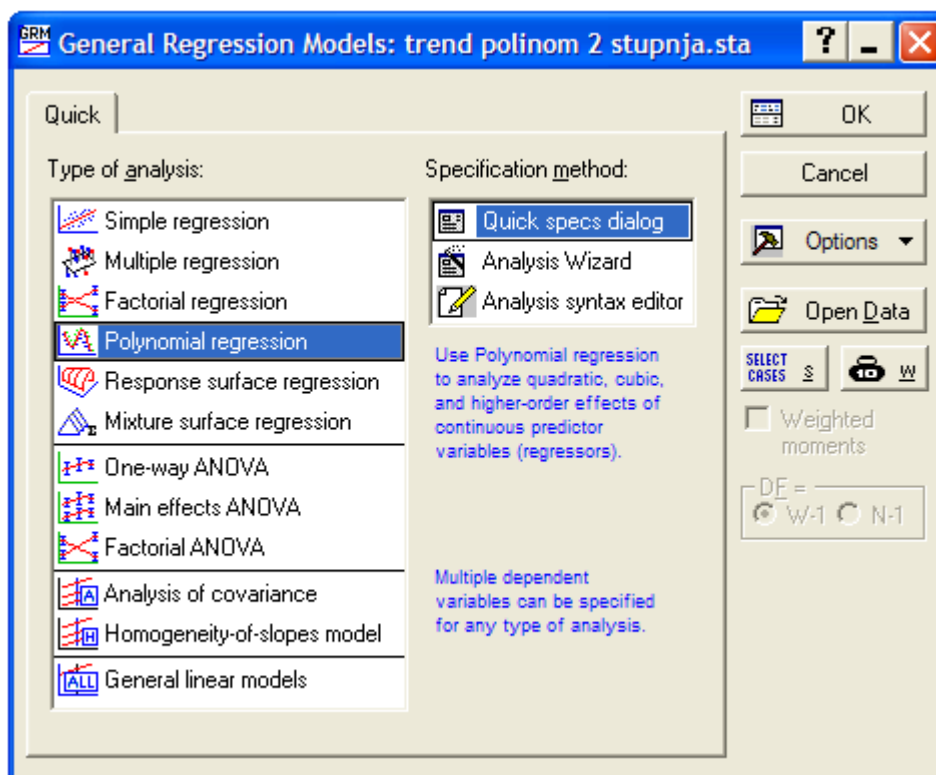 GRM
General Regression Models: trend polinom 2 stupnja.sta
?
Quick
Type of analysis:
Simple regression
Multiple regression
Factorial regression
Polynomial regression
Response surface regression
Mixture surface regression
One-way ANOVA
Main effects ANOVA
Factorial ANOVA
Analysis of covariance
Homogeneity-of-slopes model
ALL
General linear models
Specification method:
Quick specs dialog
Analysis Wizard
Analysis syntax editor
Use Polynomial regression
to analyze quadratic, cubic,
and higher-order effects of
continuous predictor
variables (regressors).
Multiple dependent
variables can be specified
for any type of analysis.
OK
Cancel
Options
Open Data
SELECT
CASES
S
W
Weighted
moments
DF =
W-1
N-1